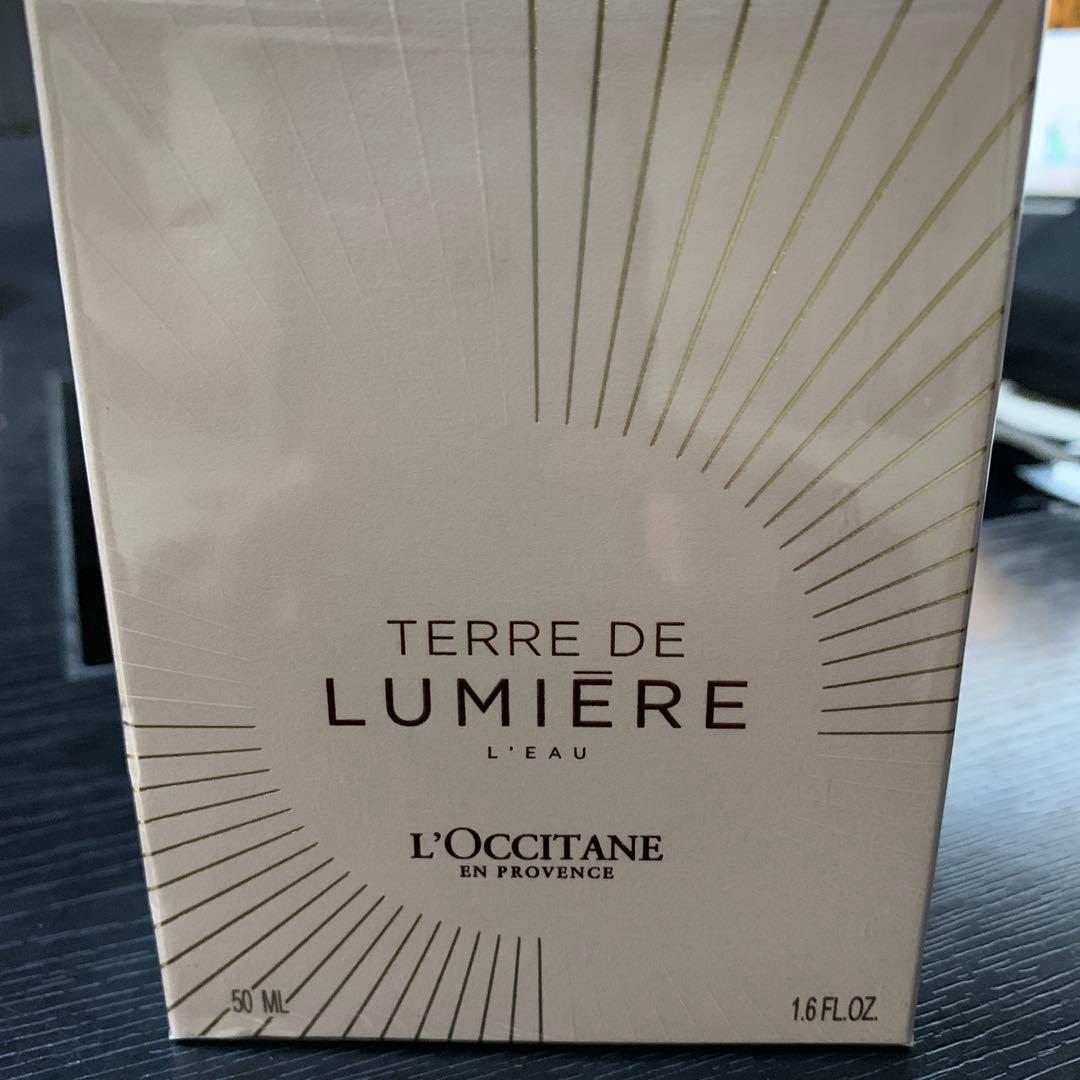 TERRE DE
LUMIĒRE
L'EAU
L'OCCITANE
EN PROVENCE
50 ML
1.6 FL.OZ.